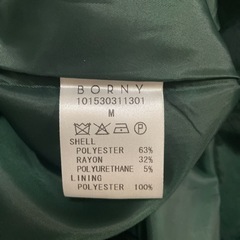 BORNY
101530311301
M
SHELL
POLYESTER 63%
RAYON 32%
POLYURETHANE 5%
LINING
POLYESTER 100%